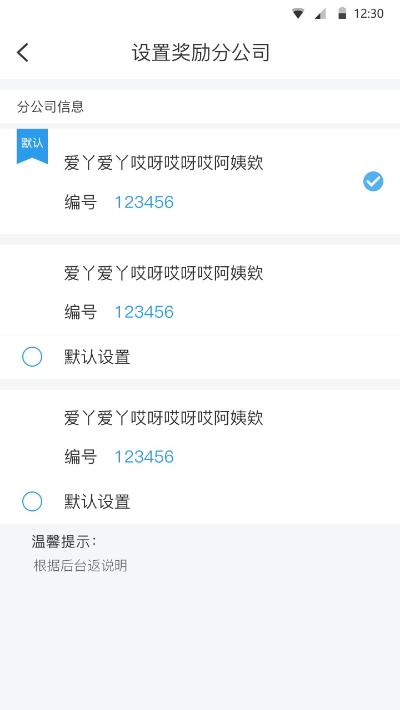 12:30
设置奖励分公司
分公司信息
默认
爱丫爱丫哎呀哎呀哎阿姨欸
编号 123456
爱丫爱丫哎呀哎呀哎阿姨欸
编号 123456
默认设置
爱丫爱丫哎呀哎呀哎阿姨欸
编号 123456
默认设置
温馨提示：
根据后台返说明